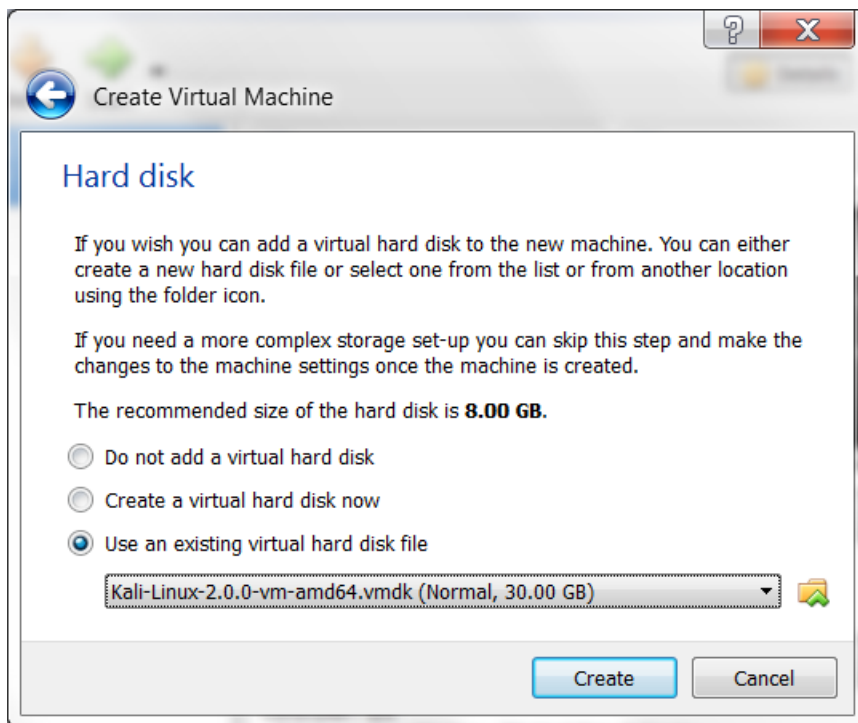 Create Virtual Machine
Hard disk
If you wish you can add a virtual hard disk to the new machine. You can either
create a new hard disk file or select one from the list or from another location
using the folder icon.
If you need a more complex storage set-up you can skip this step and make the
changes to the machine settings once the machine is created.
The recommended size of the hard disk is 8.00 GB.
Do not add a virtual hard disk
Create a virtual hard disk now
Use an existing virtual hard disk file
Kali-Linux-2.0.0-vm-amd64.vmdk (Normal, 30.00 GB)
Create Cancel